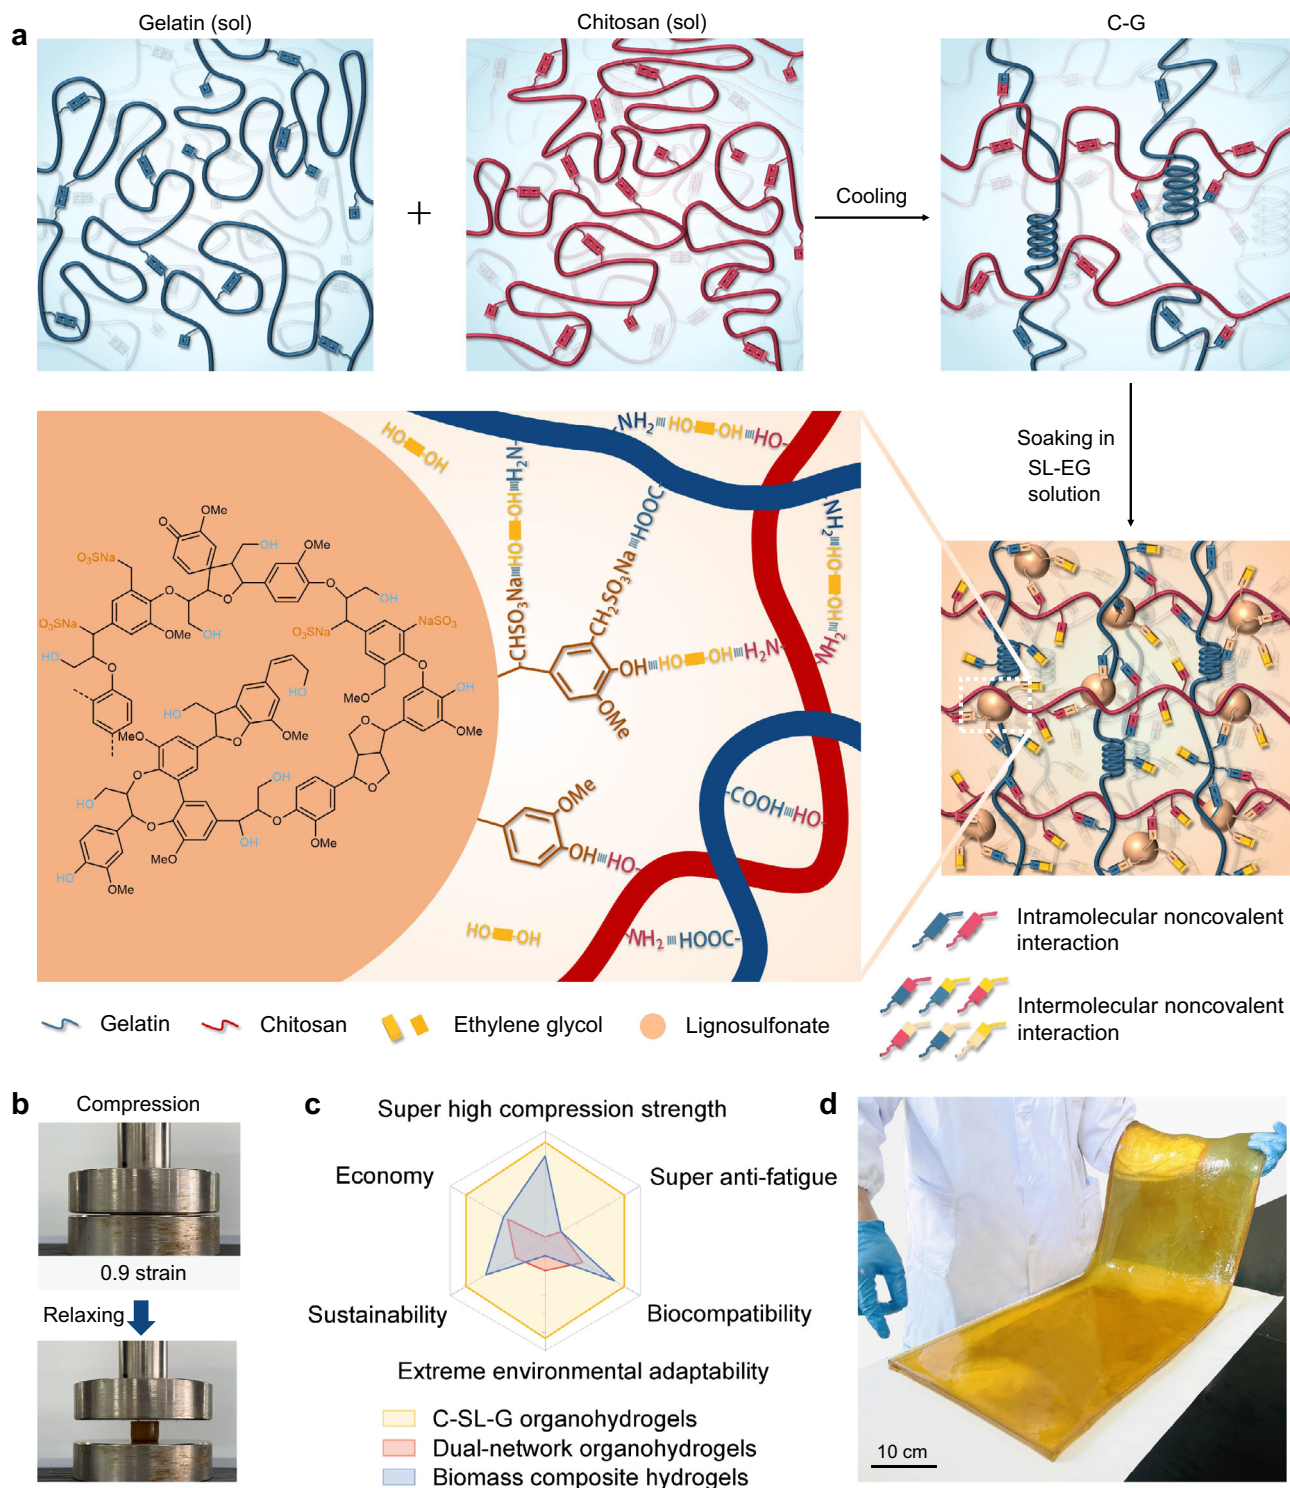 a
Gelatin (sol)
Chitosan (sol)
C-G
+
Cooling
Soaking in
SL-EG
solution
HO OH
NH₂ HO OH HO
H₂N
HO OH
CHSO₃Na
HOOC
CH₂SO₃Na
NH₂
HO OH
NH₂
OH HO OH H₂N
OMe
OMe
OH HO
COOH HO
HO OH
NH₂ HOOC
O
OMe
OH
OMe
O₃SNa
O
O
O
OH
OMe
OH
O₃SNa
O₃SNa
NaSO₃
HO
O
HO
OMe
O
OH
OMe
HO
O
OMe
MeO
O
O
OH
HO
O
O
O
MeO
OH
OMe
HO
OMe
Intramolecular noncovalent
interaction
Intermolecular noncovalent
interaction
Gelatin
Chitosan
Ethylene glycol
Lignosulfonate
b
Compression
0.9 strain
Relaxing
c
Super high compression strength
Economy
Super anti-fatigue
Sustainability
Biocompatibility
Extreme environmental adaptability
C-SL-G organohydrogels
Dual-network organohydrogels
Biomass composite hydrogels
d
10 cm